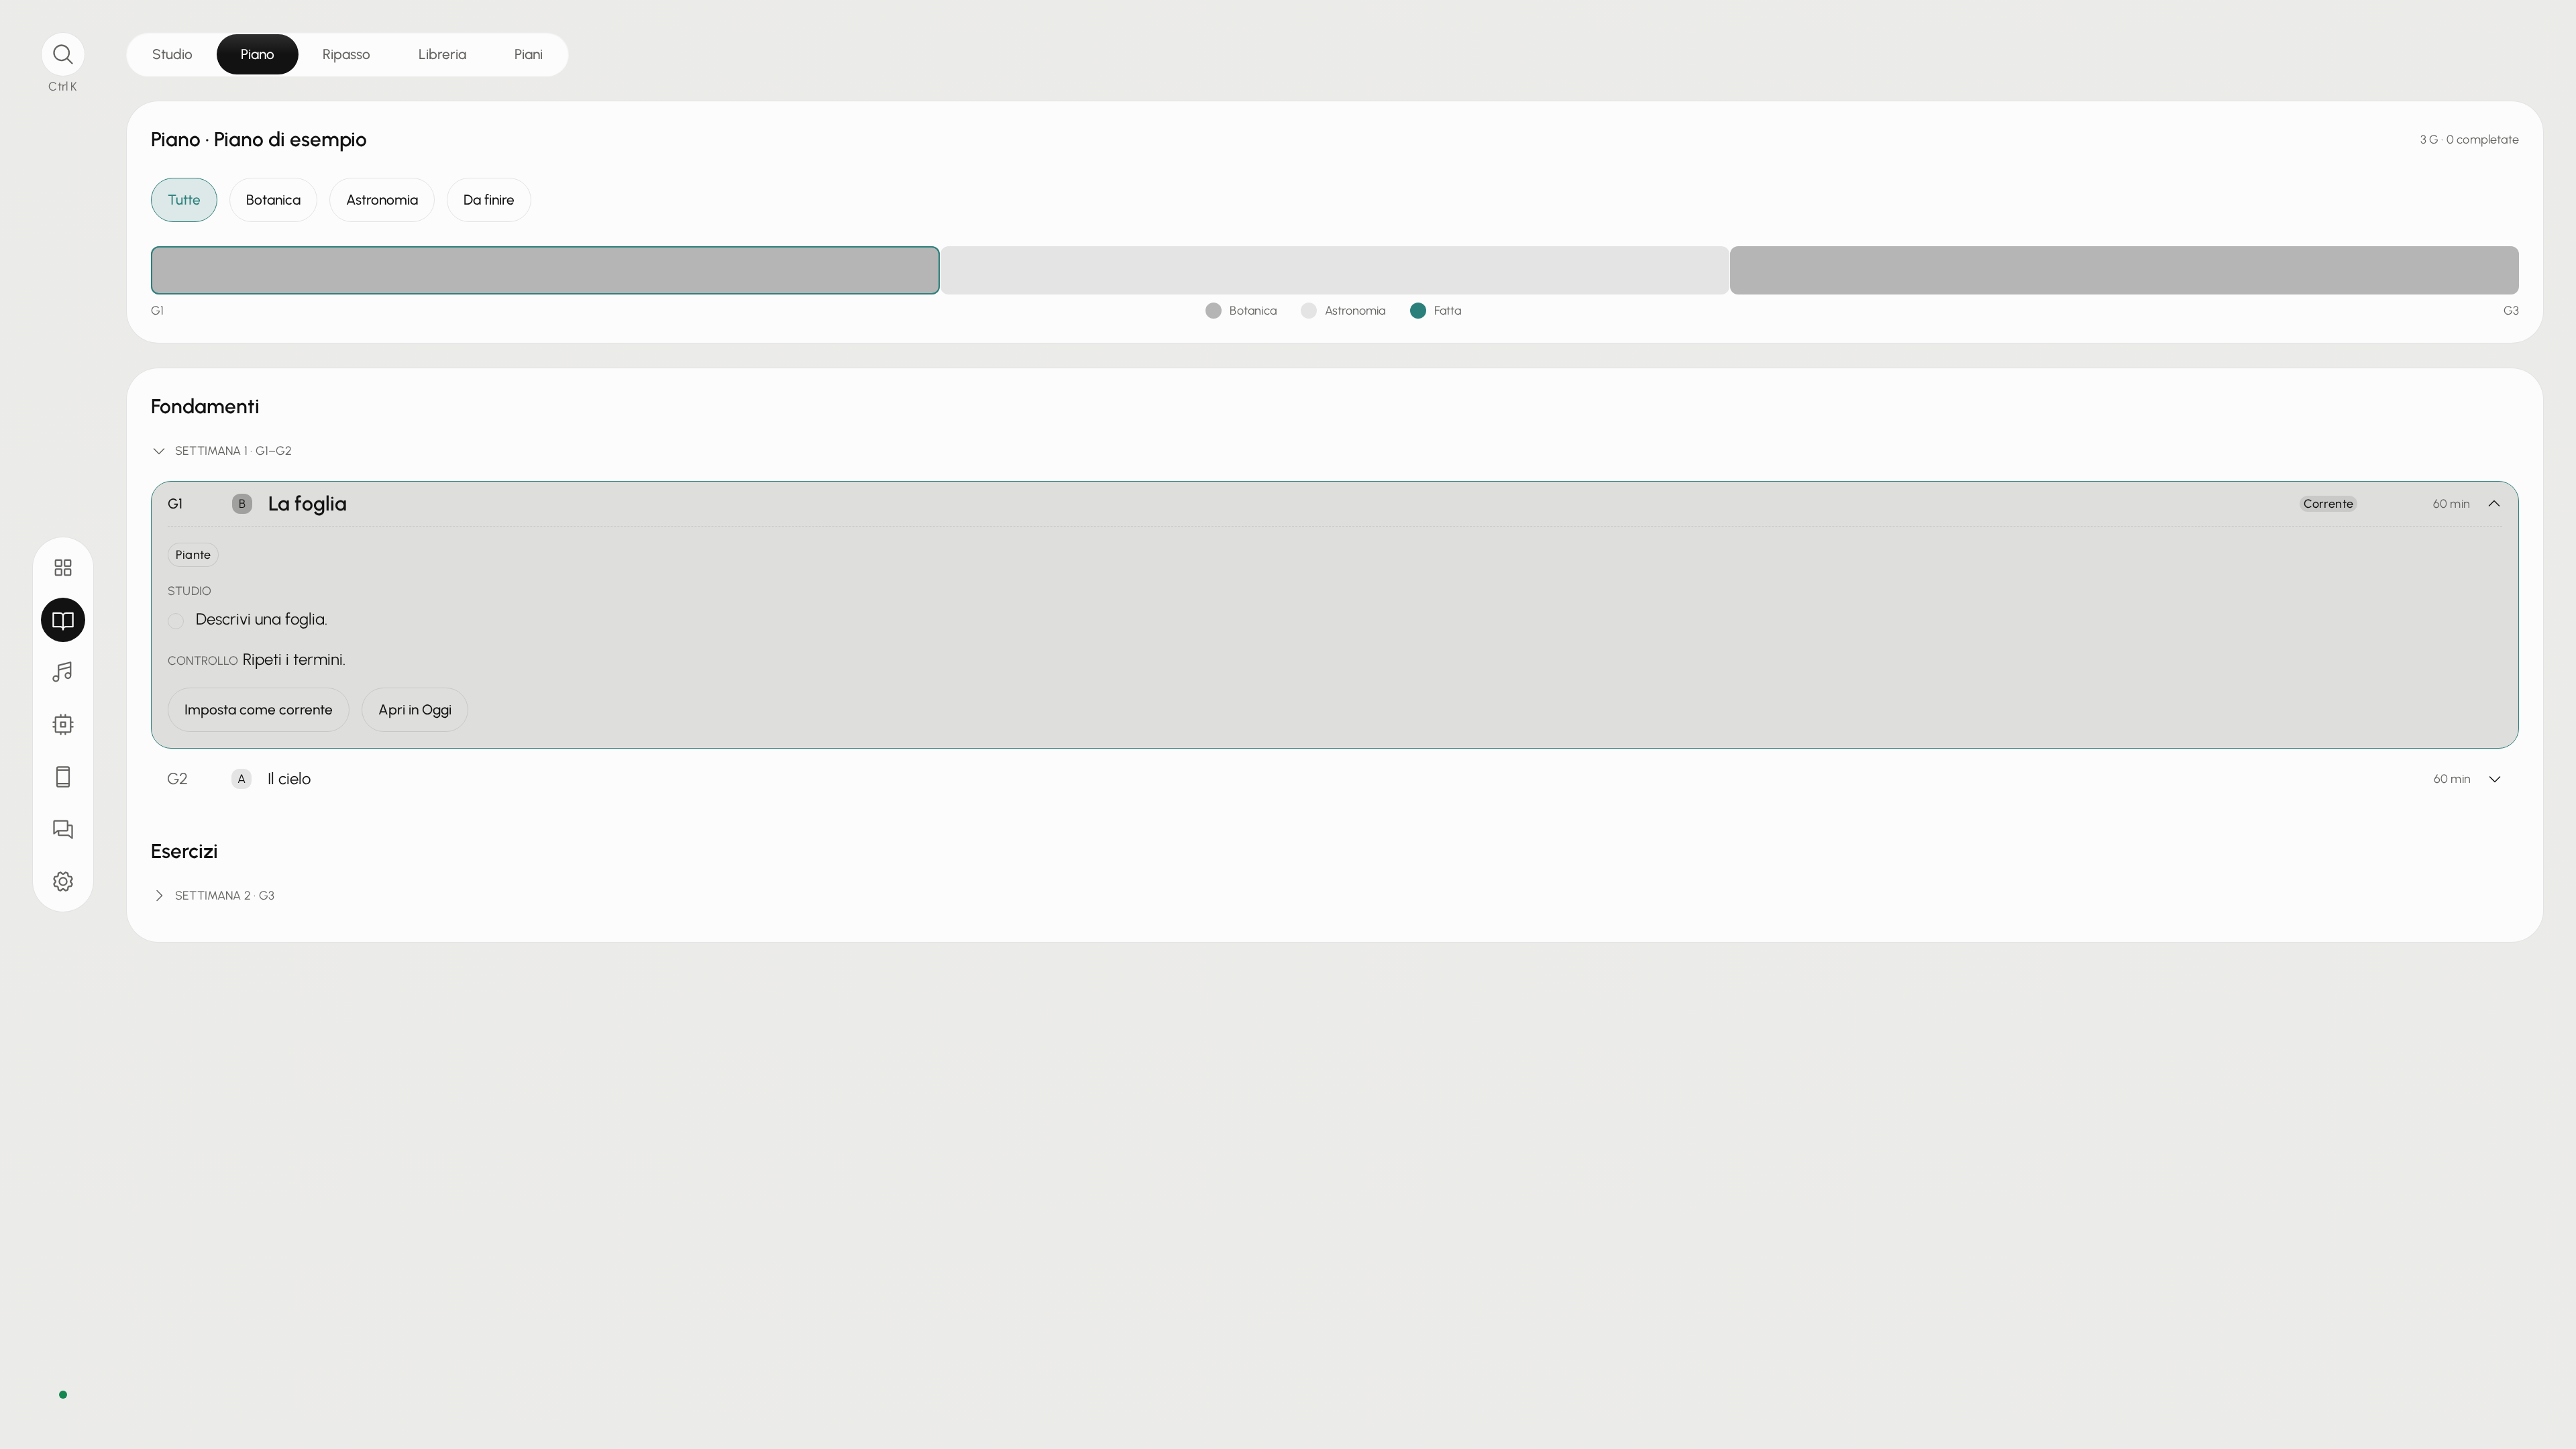 Ctrl K
Studio Piano Ripasso Libreria Piani
Piano · Piano di esempio
3 G · 0 completate
Tutte Botanica Astronomia Da finire
G1 Botanica Astronomia Fatta G3
Fondamenti
SETTIMANA 1 · G1–G2
G1 B La foglia Corrente 60 min
Piante
STUDIO
Descrivi una foglia.
CONTROLLO Ripeti i termini.
Imposta come corrente Apri in Oggi
G2 A Il cielo 60 min
Esercizi
SETTIMANA 2 · G3